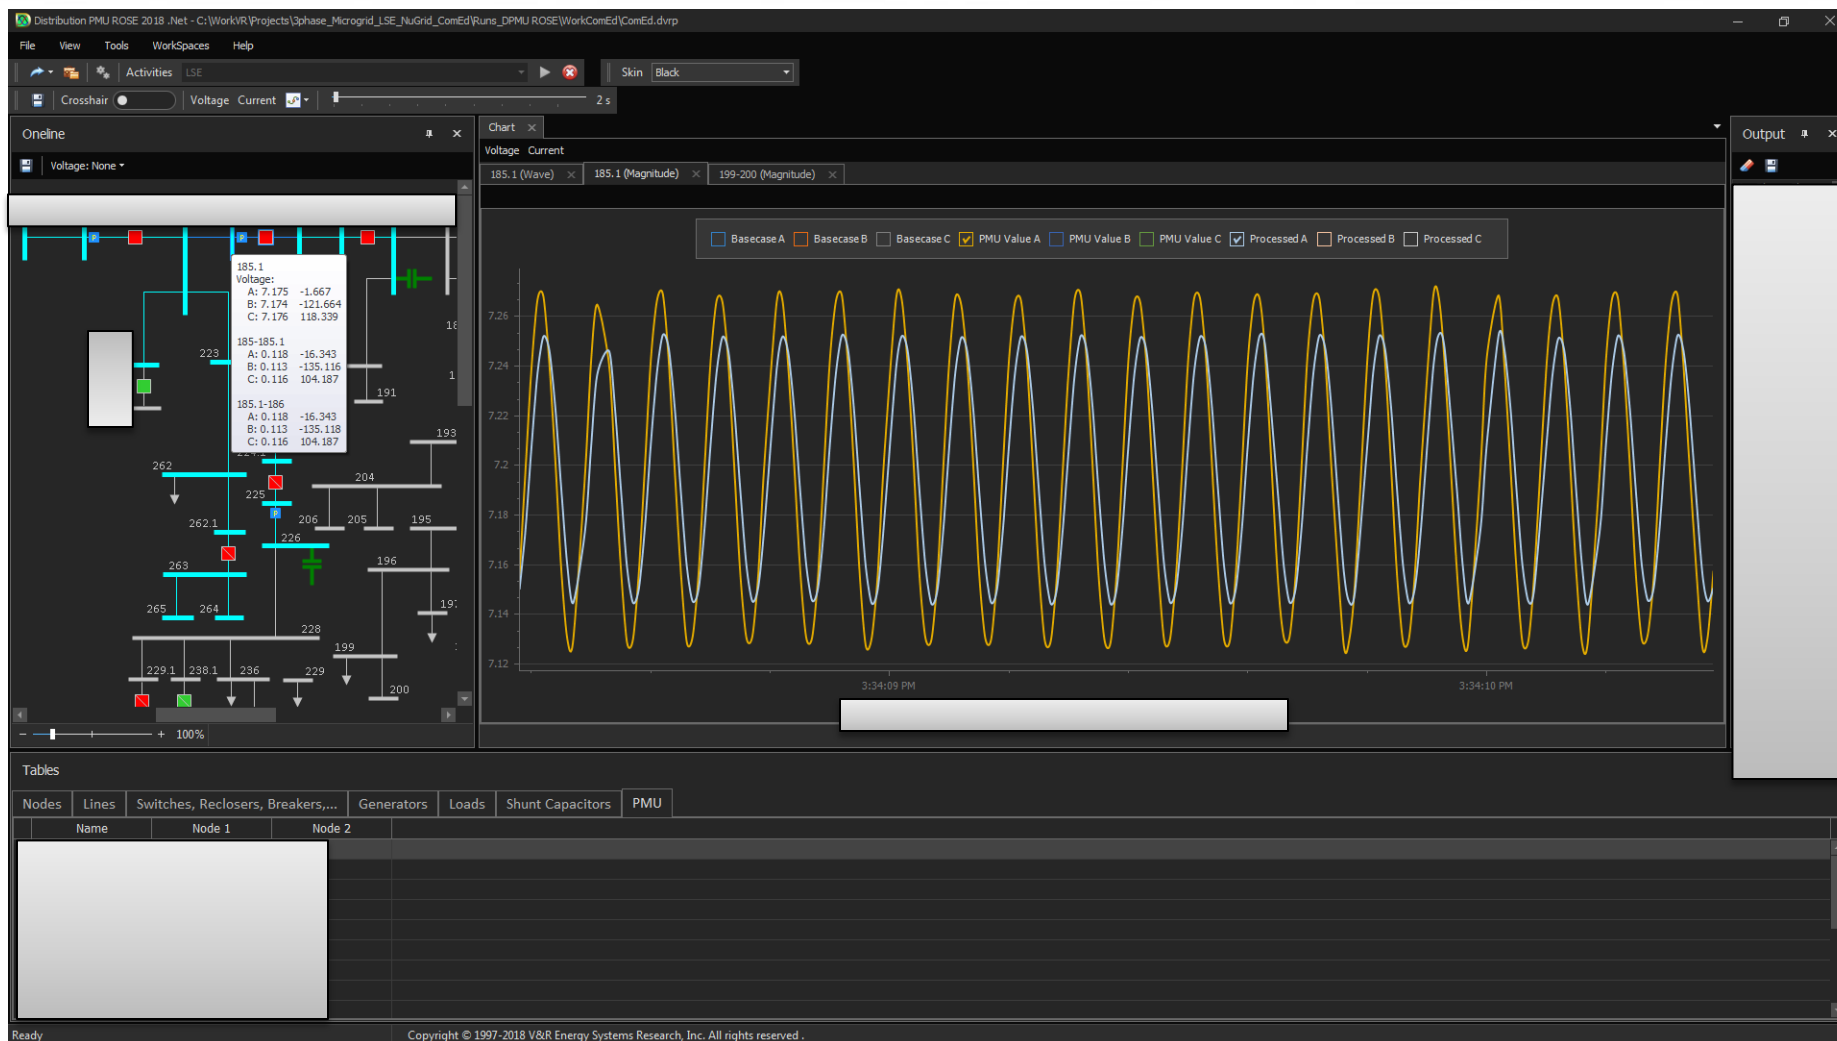 Distribution PMU ROSE 2018 .Net - C:\WorkVR\Projects\3phase_Microgrid_LSE_NuGrid_ComEd\Runs_DPMU ROSE\WorkComEd\ComEd.dvrp
File View Tools WorkSpaces Help
Activities LSE Skin Black
Crosshair Voltage Current 2 s
Oneline
Voltage: None
Chart
Voltage Current
185.1 (Wave) 185.1 (Magnitude) 199-200 (Magnitude)
Output
Basecase A Basecase B Basecase C PMU Value A PMU Value B PMU Value C Processed A Processed B Processed C
P P
185.1
Voltage:
A: 7.175 -1.667
B: 7.174 -121.664
C: 7.176 118.339
185-185.1
A: 0.118 -16.343
B: 0.113 -135.116
C: 0.116 104.187
185.1-186
A: 0.118 -16.343
B: 0.113 -135.118
C: 0.116 104.187
223
191
193
262
204
225
P
262.1
206 205 195
226
263
196
265 264
228
199
229.1 238.1 236 229
200
100%
7.26
7.24
7.22
7.2
7.18
7.16
7.14
7.12
3:34:09 PM 3:34:10 PM
Tables
Nodes Lines Switches, Reclosers, Breakers,... Generators Loads Shunt Capacitors PMU
Name Node 1 Node 2
Ready
Copyright © 1997-2018 V&R Energy Systems Research, Inc. All rights reserved .